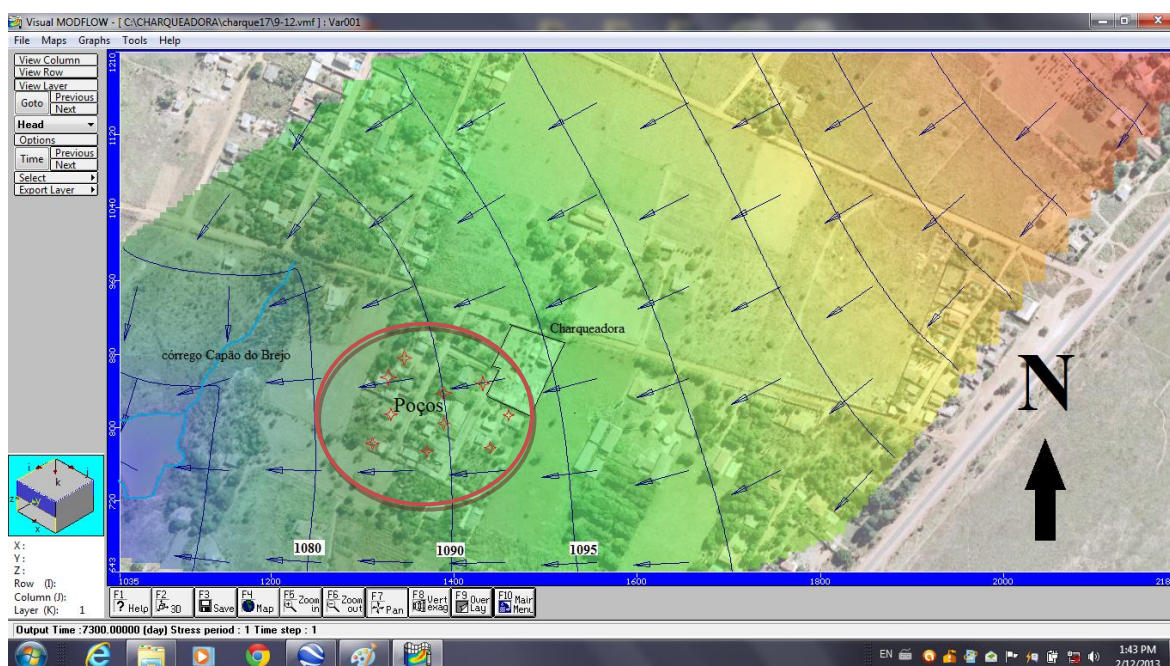 Visual MODFLOW - [ C:\CHARQUEADORA\charque17\9-12.vmf ] : Var001
File Maps Graphs Tools Help
View Column
View Row
View Layer
Goto Previous
Next
Head
Options
Time Previous
Next
Select
Export Layer
1210
1120
1040
960
880
800
720
643
Charqueadora
córrego Capão do Brejo
Poços
N
1080
1090
1095
1035
1200
1400
1600
1800
2000
X :
Y :
Z :
Row (I):
Column (J):
Layer (K): 1
i
j
k
z
y
x
F1 Help
F2 3D
F3 Save
F4 Map
F5 Zoom in
F6 Zoom out
F7 Pan
F8 Vert exag
F9 Over Lay
F10 Main Menu
Output Time :7300.00000 (day) Stress period : 1 Time step : 1
EN
1:43 PM